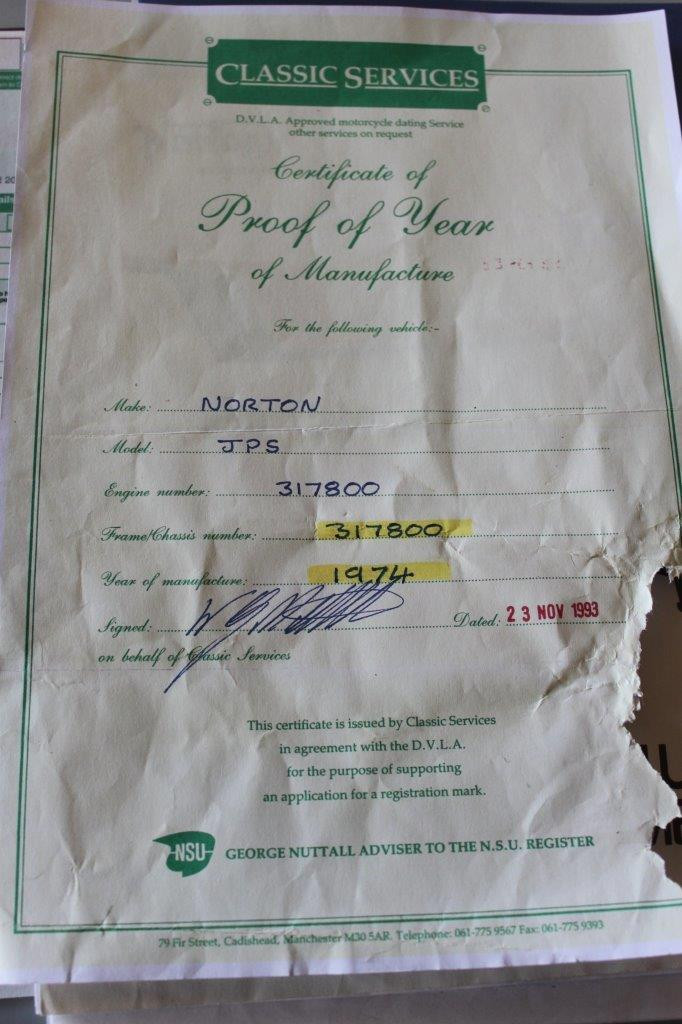 CLASSIC SERVICES
D.V.L.A. Approved motorcycle dating Service
other services on request
Certificate of
Proof of Year
of Manufacture
For the following vehicle:-
Make: NORTON
Model: JPS
Engine number: 317800
Frame/Chassis number: 317800
Year of manufacture: 1974
Signed: Dated: 23 NOV 1993
on behalf of Classic Services
This certificate is issued by Classic Services
in agreement with the D.V.L.A.
for the purpose of supporting
an application for a registration mark.
NSU GEORGE NUTTALL ADVISER TO THE N.S.U. REGISTER
79 Fir Street, Cadishead, Manchester M30 5AR. Telephone: 061-775 9567 Fax: 061-775 9393